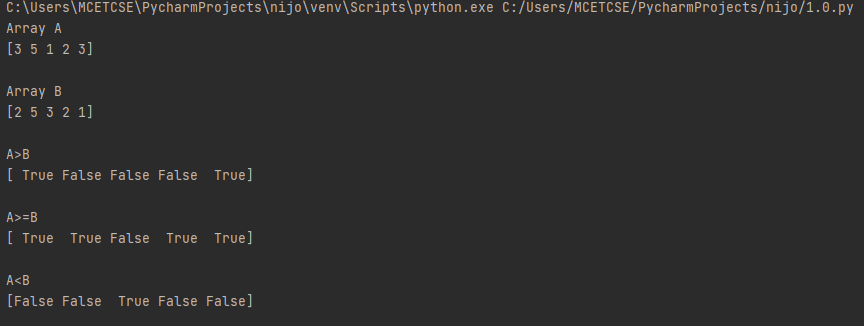 C:\Users\MCETCSE\PycharmProjects\nijo\venv\Scripts\python.exe C:/Users/MCETCSE/PycharmProjects/nijo/1.0.py
Array A
[3 5 1 2 3]

Array B
[2 5 3 2 1]

A>B
[ True False False False  True]

A>=B
[ True  True False  True  True]

A<B
[False False  True False False]